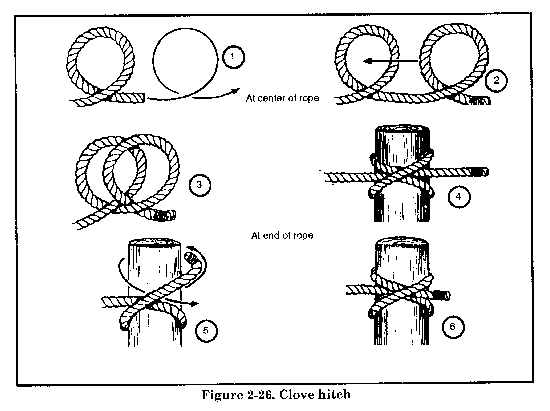 1
2
At center of rope
3
4
At end of rope
5
6
Figure 2-26. Clove hitch